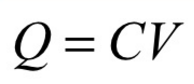 Q = CV